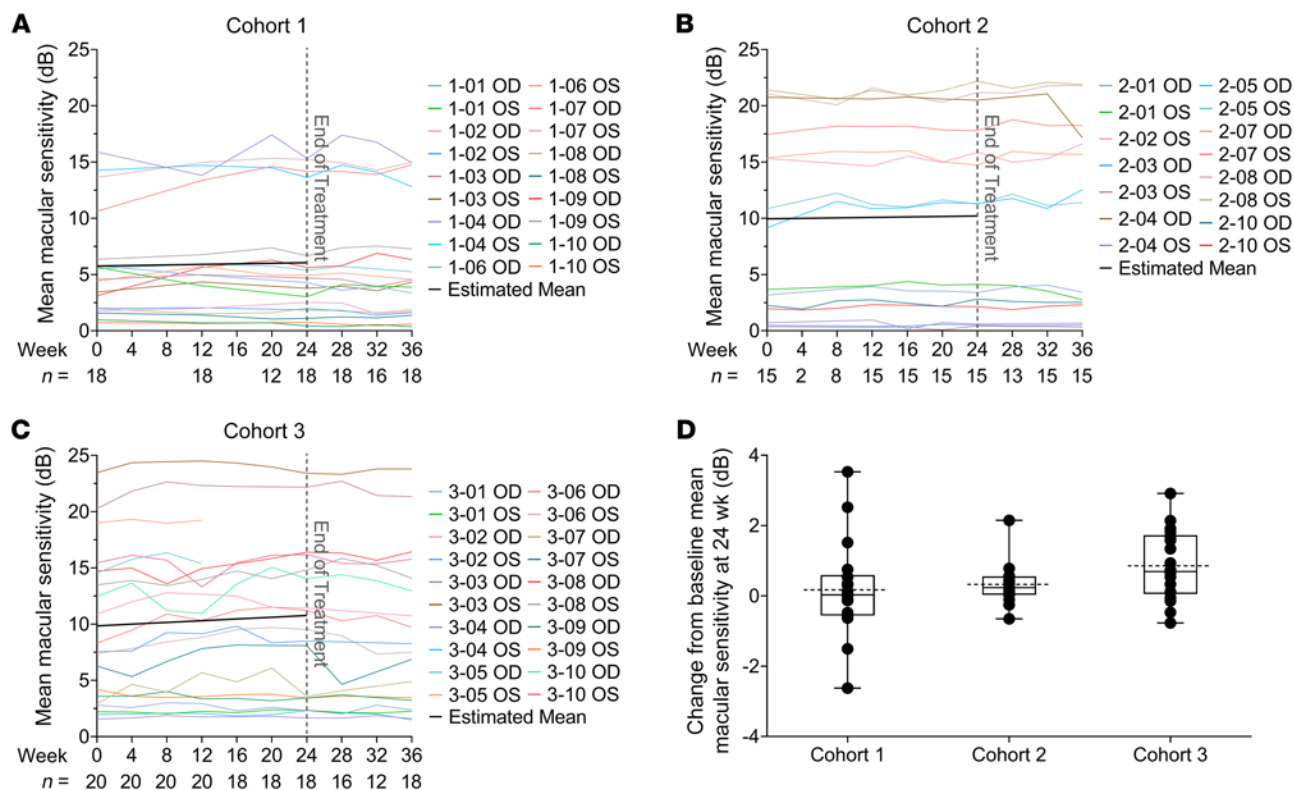 A
Cohort 1
Mean macular sensitivity (dB)
25
20
15
10
5
0
End of Treatment
Week 0 4 8 12 16 20 24 28 32 36
n = 18 18 12 18 18 16 18
1-01 OD 1-06 OS
1-01 OS 1-07 OD
1-02 OD 1-07 OS
1-02 OS 1-08 OD
1-03 OD 1-08 OS
1-03 OS 1-09 OD
1-04 OD 1-09 OS
1-04 OS 1-10 OD
1-06 OD 1-10 OS
Estimated Mean
B
Cohort 2
Mean macular sensitivity (dB)
25
20
15
10
5
0
End of Treatment
Week 0 4 8 12 16 20 24 28 32 36
n = 15 2 8 15 15 15 15 13 15 15
2-01 OD 2-05 OD
2-01 OS 2-05 OS
2-02 OS 2-07 OD
2-03 OD 2-07 OS
2-03 OS 2-08 OD
2-04 OD 2-08 OS
2-04 OS 2-10 OD
2-10 OS
Estimated Mean
C
Cohort 3
Mean macular sensitivity (dB)
25
20
15
10
5
0
End of Treatment
Week 0 4 8 12 16 20 24 28 32 36
n = 20 20 20 20 18 18 18 16 12 18
3-01 OD 3-06 OD
3-01 OS 3-06 OS
3-02 OD 3-07 OD
3-02 OS 3-07 OS
3-03 OD 3-08 OD
3-03 OS 3-08 OS
3-04 OD 3-09 OD
3-04 OS 3-09 OS
3-05 OD 3-10 OD
3-05 OS 3-10 OS
Estimated Mean
D
Change from baseline mean
macular sensitivity at 24 wk (dB)
4
2
0
-2
-4
Cohort 1 Cohort 2 Cohort 3